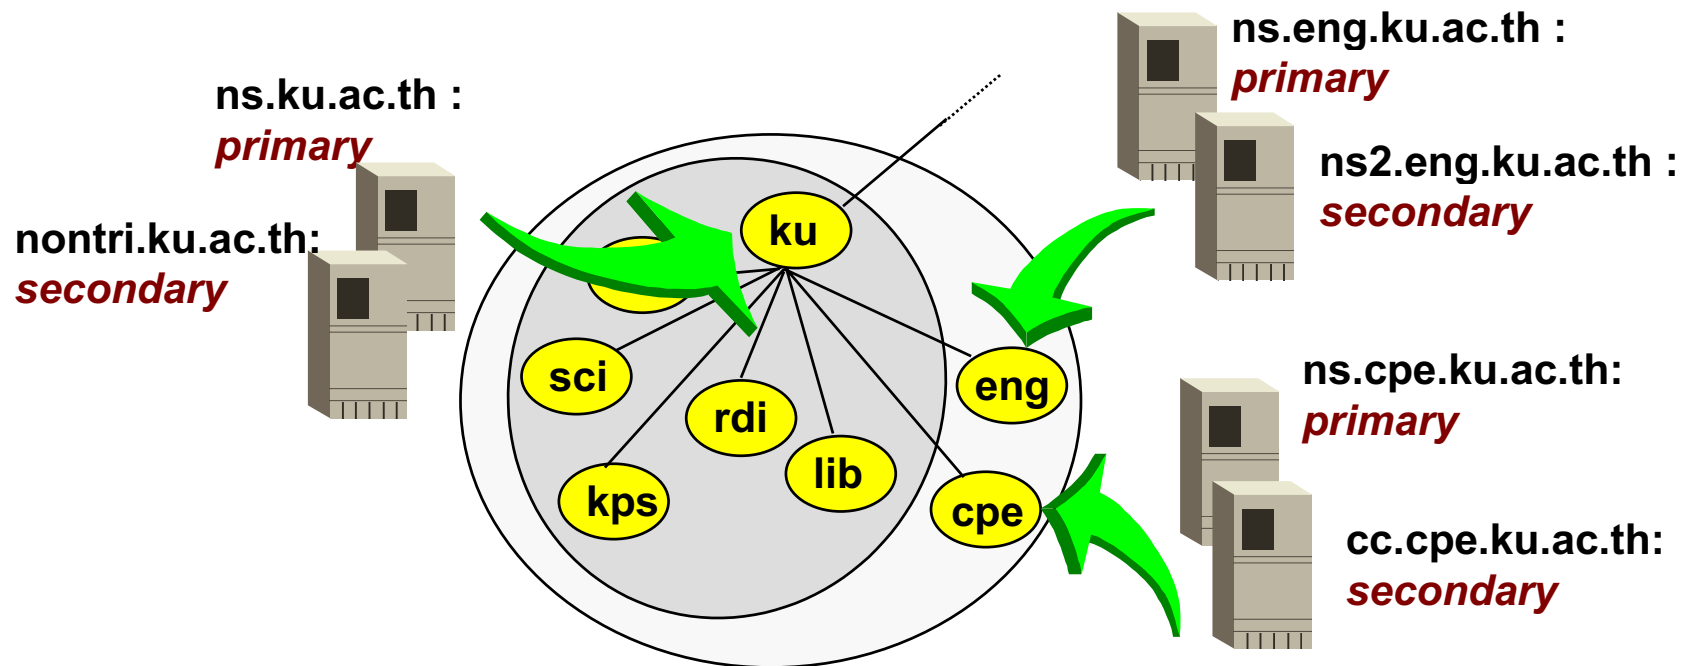 ns.ku.ac.th :
primary
nontri.ku.ac.th:
secondary
ku
sci
rdi
lib
kps
eng
cpe
ns.eng.ku.ac.th :
primary
ns2.eng.ku.ac.th :
secondary
ns.cpe.ku.ac.th:
primary
cc.cpe.ku.ac.th:
secondary